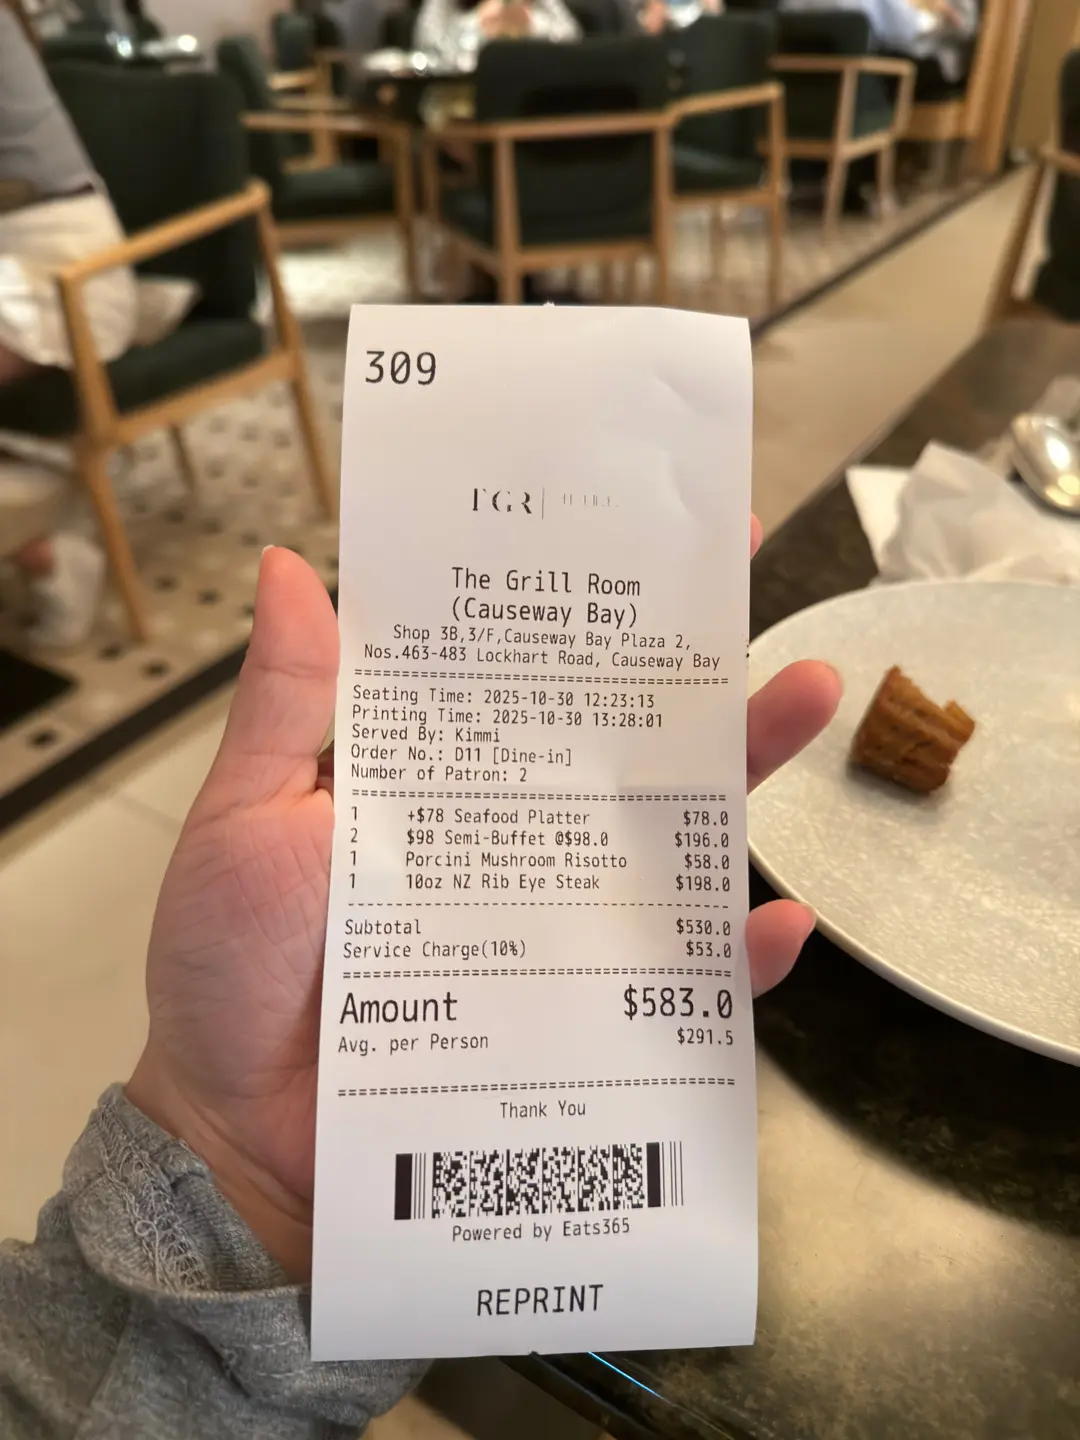 309
TGR
The Grill Room
(Causeway Bay)
Shop 3B,3/F,Causeway Bay Plaza 2,
Nos.463-483 Lockhart Road, Causeway Bay
================================================
Seating Time: 2025-10-30 12:23:13
Printing Time: 2025-10-30 13:28:01
Served By: Kimmi
Order No.: D11 [Dine-in]
Number of Patron: 2
================================================
1 +$78 Seafood Platter $78.0
2 $98 Semi-Buffet @$98.0 $196.0
1 Porcini Mushroom Risotto $58.0
1 10oz NZ Rib Eye Steak $198.0
------------------------------------------------
Subtotal $530.0
Service Charge(10%) $53.0
================================================
Amount $583.0
Avg. per Person $291.5
================================================
Thank You
Powered by Eats365
REPRINT